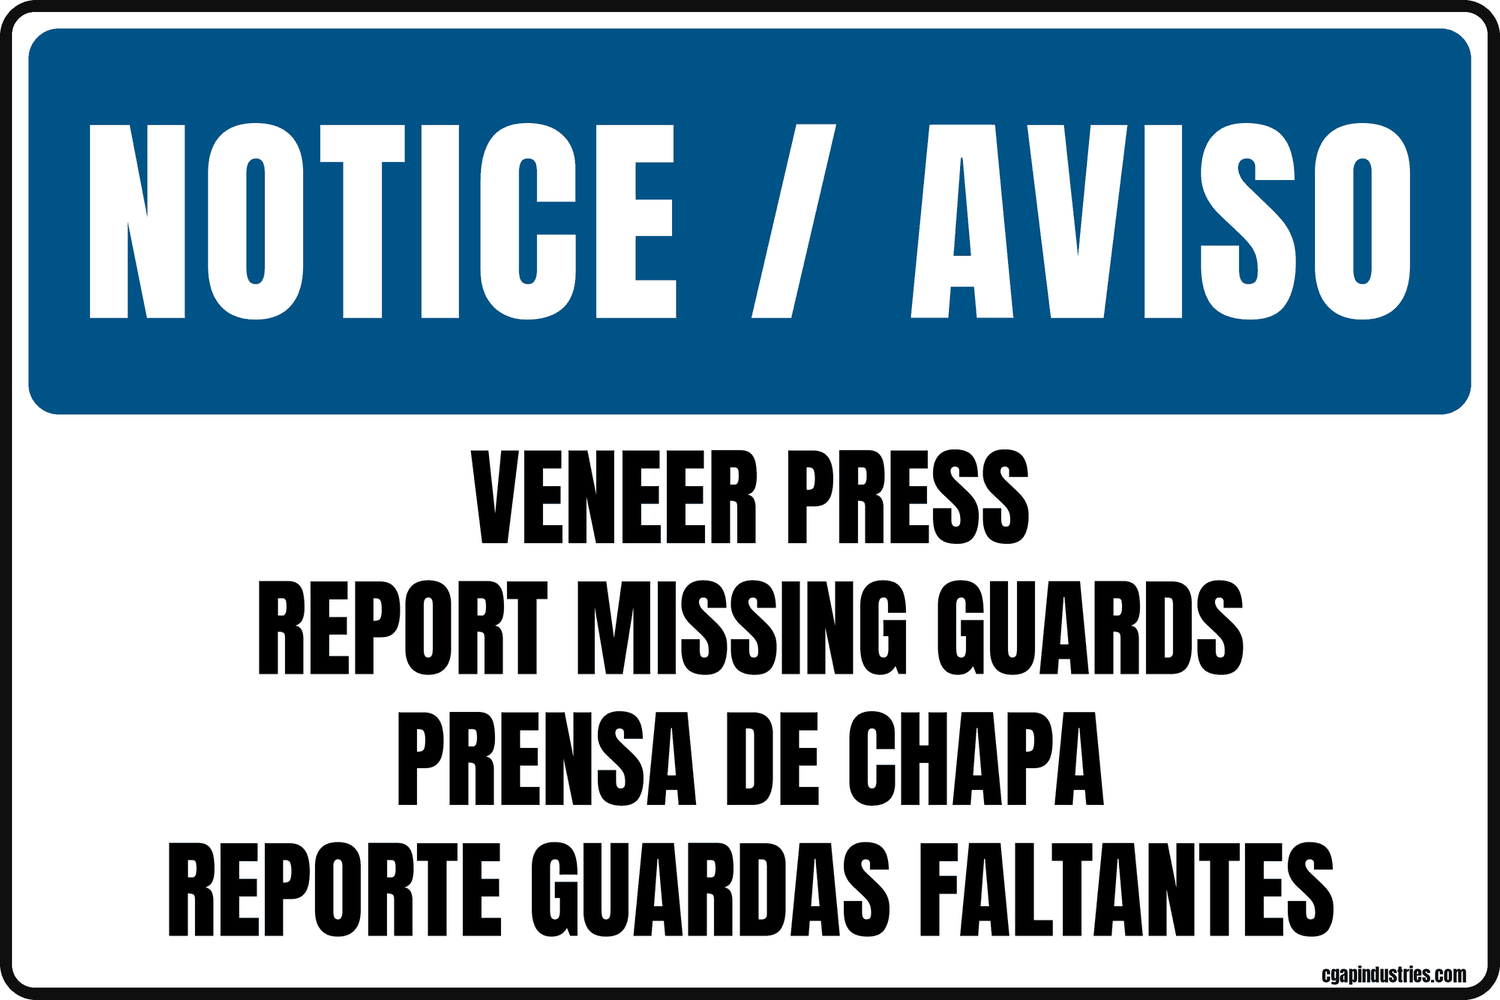 NOTICE / AVISO
VENEER PRESS
REPORT MISSING GUARDS
PRENSA DE CHAPA
REPORTE GUARDAS FALTANTES
cgapindustries.com